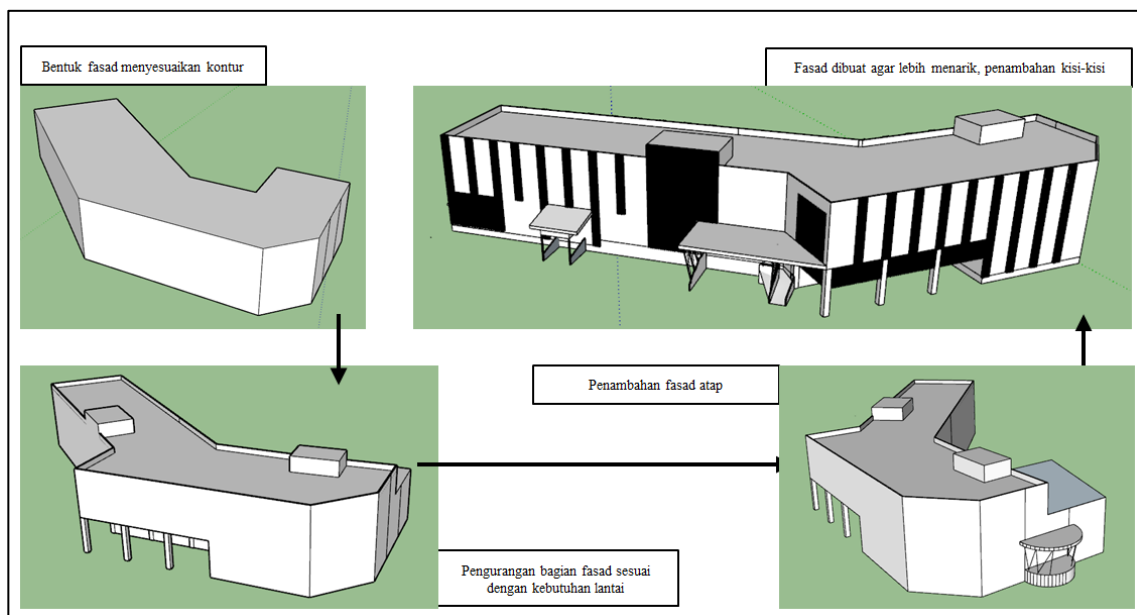 Bentuk fasad menyesuaikan kontur
Fasad dibuat agar lebih menarik, penambahan kisi-kisi
Penambahan fasad atap
Pengurangan bagian fasad sesuai
dengan kebutuhan lantai